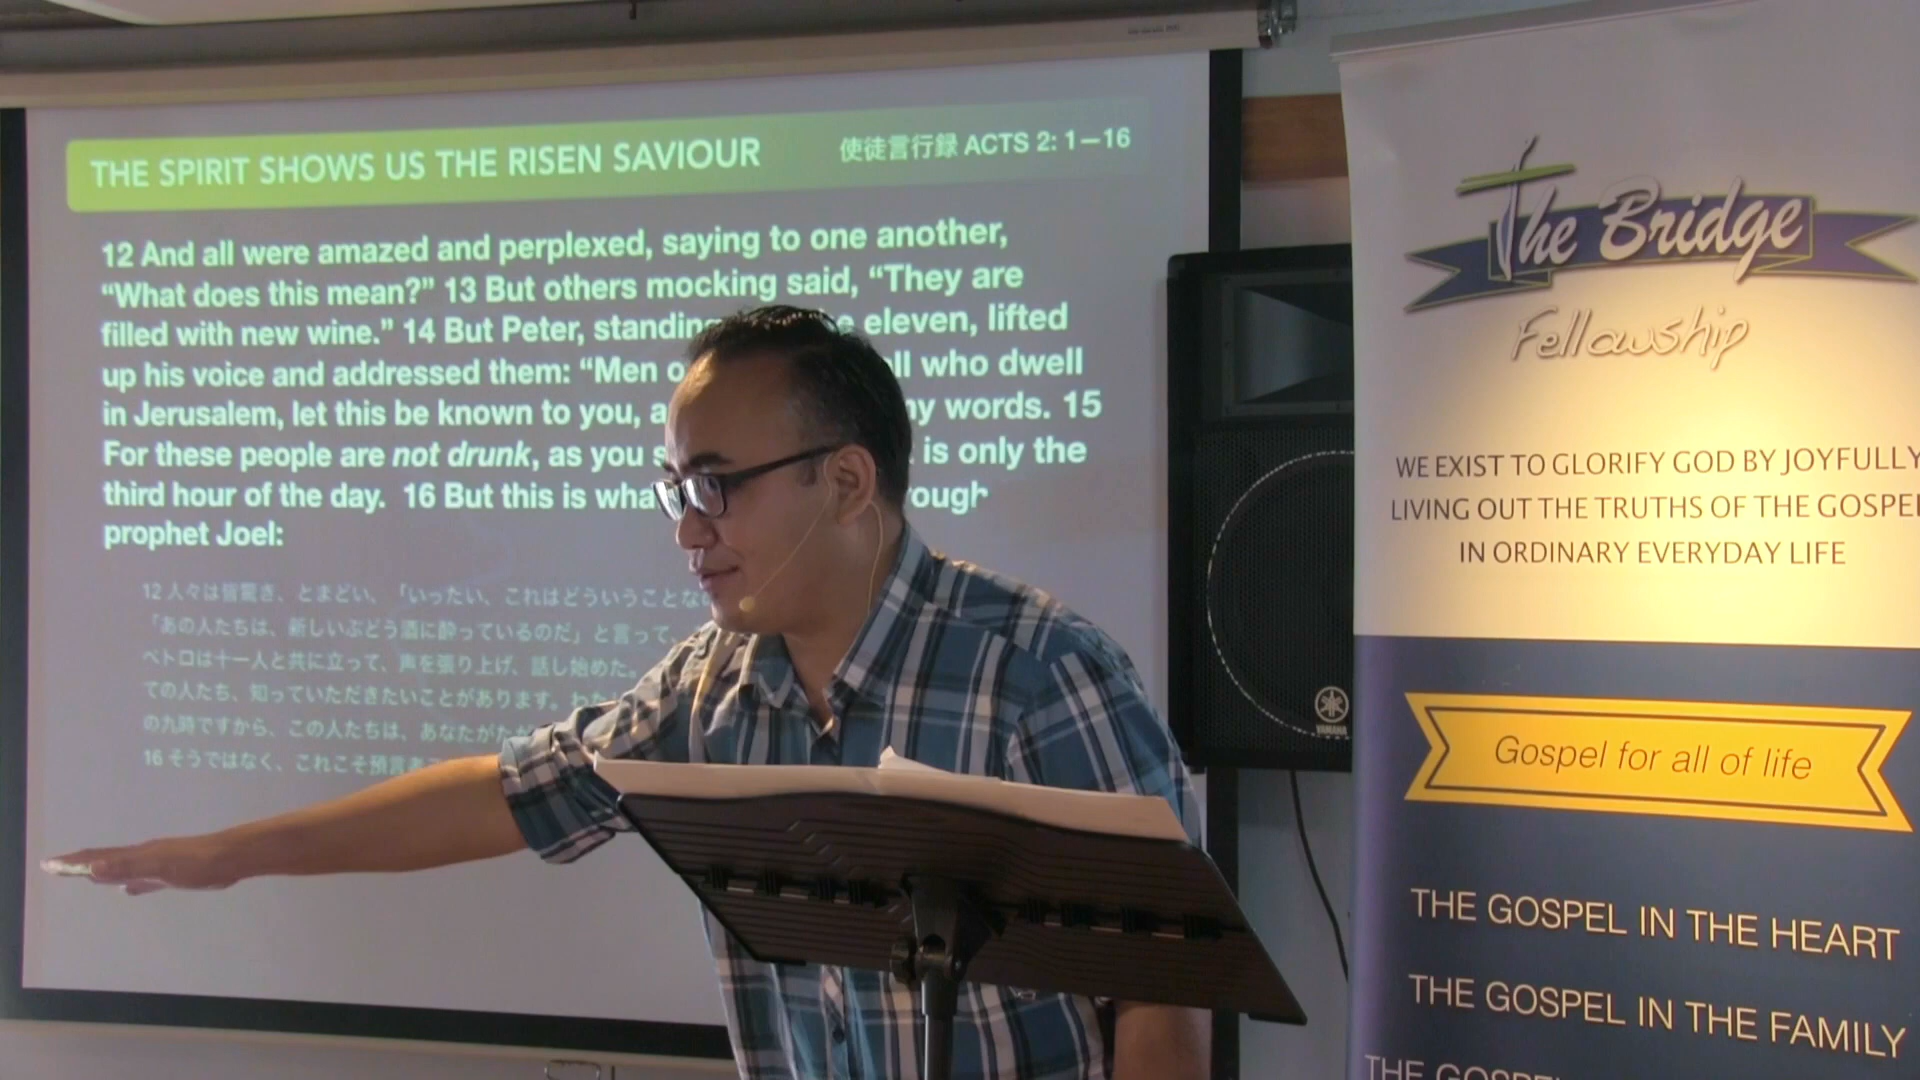 THE SPIRIT SHOWS US THE RISEN SAVIOUR
使徒言行録 ACTS 2: 1—16
12 And all were amazed and perplexed, saying to one another,
“What does this mean?” 13 But others mocking said, “They are
filled with new wine.” 14 But Peter, standing e eleven, lifted
up his voice and addressed them: “Men o ll who dwell
in Jerusalem, let this be known to you, a my words. 15
For these people are not drunk, as you s is only the
third hour of the day. 16 But this is wha rough
prophet Joel:
12 人々は皆驚き、とまどい、「いったい、これはどういうことな
「あの人たちは、新しいぶどう酒に酔っているのだ」と言って、
ペトロは十一人と共に立って、声を張り上げ、話し始めた。
ての人たち、知っていただきたいことがあります。わた
の九時ですから、この人たちは、あなたがたが
16 そうではなく、これこそ預言者
YAMAHA
The Bridge
Fellowship
WE EXIST TO GLORIFY GOD BY JOYFULLY
LIVING OUT THE TRUTHS OF THE GOSPEL
IN ORDINARY EVERYDAY LIFE
Gospel for all of life
THE GOSPEL IN THE HEART
THE GOSPEL IN THE FAMILY
THE GOSPEL